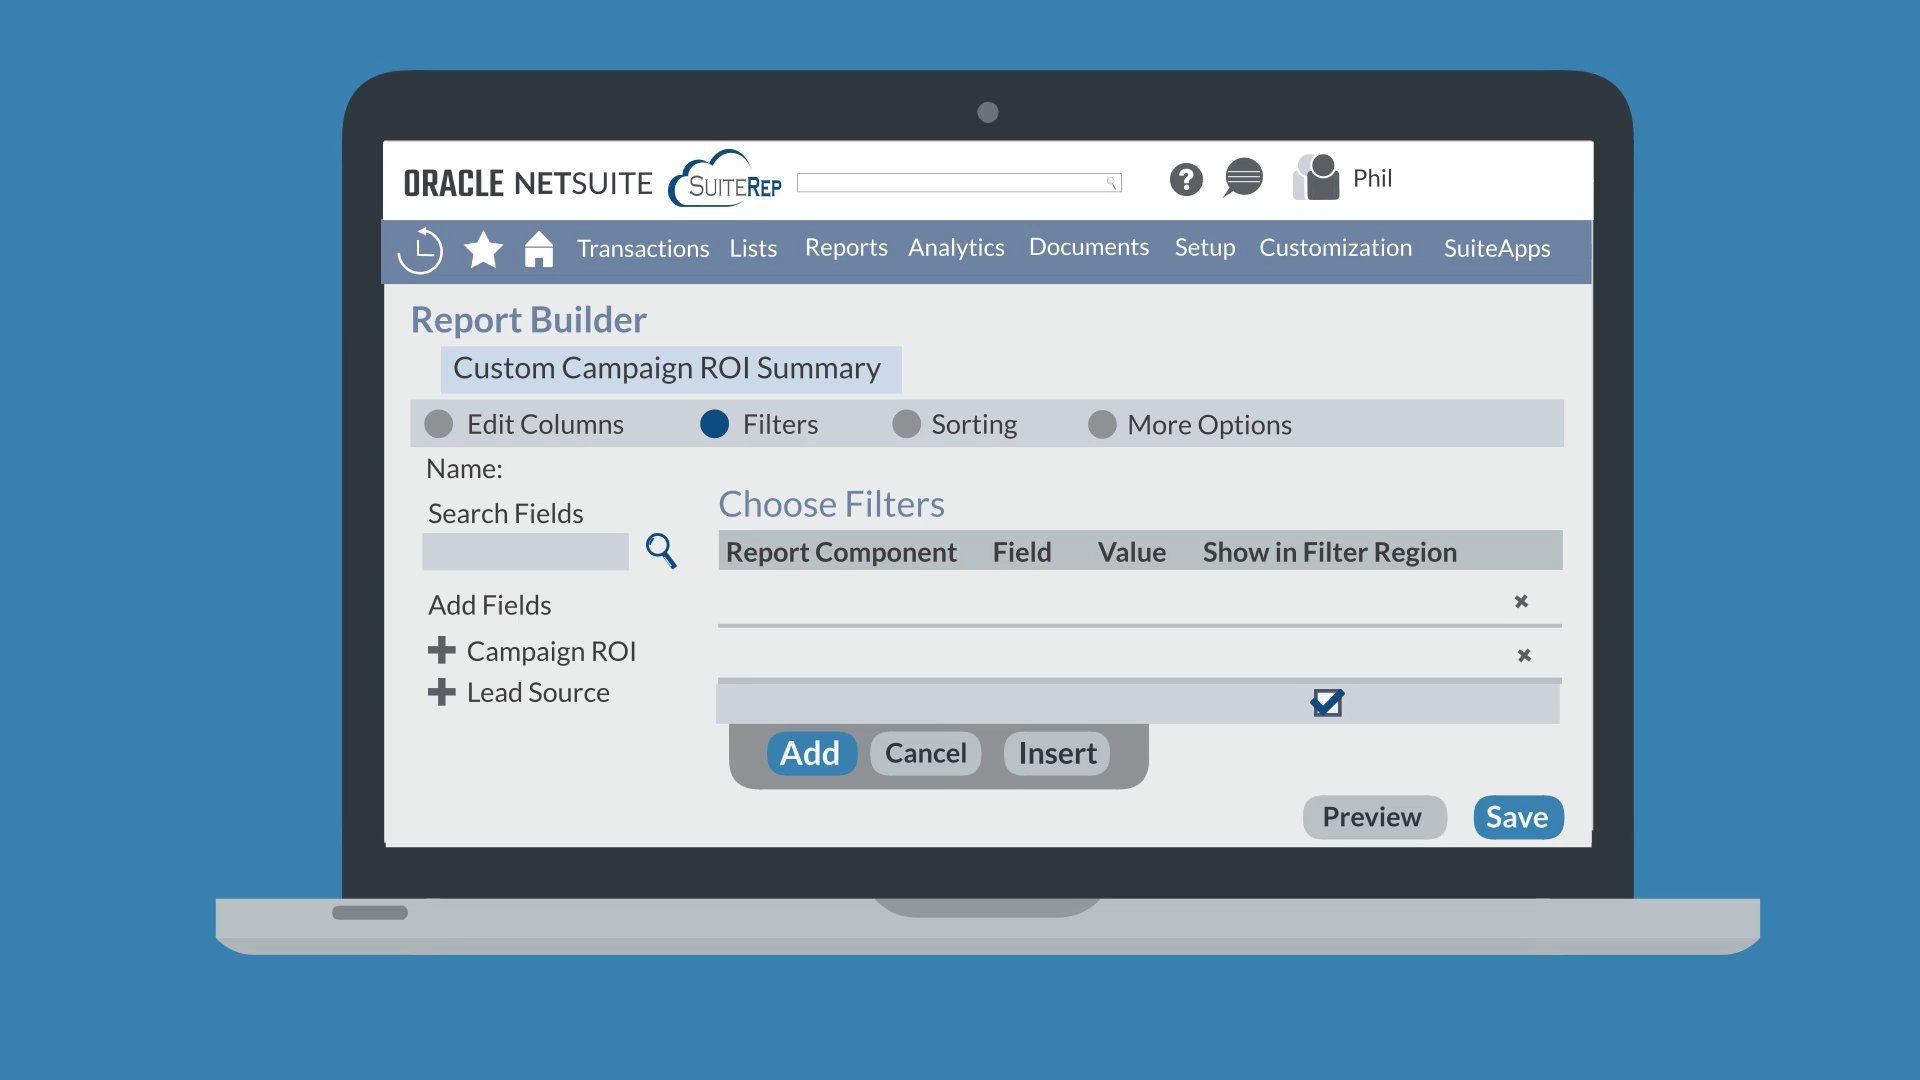 ORACLE NETSUITE SUITEREP ? Phil
Transactions Lists Reports Analytics Documents Setup Customization SuiteApps
Report Builder
Custom Campaign ROI Summary
Edit Columns Filters Sorting More Options
Name:
Search Fields
Choose Filters
Report Component Field Value Show in Filter Region
Add Fields
Campaign ROI
Lead Source
Add Cancel Insert
Preview Save